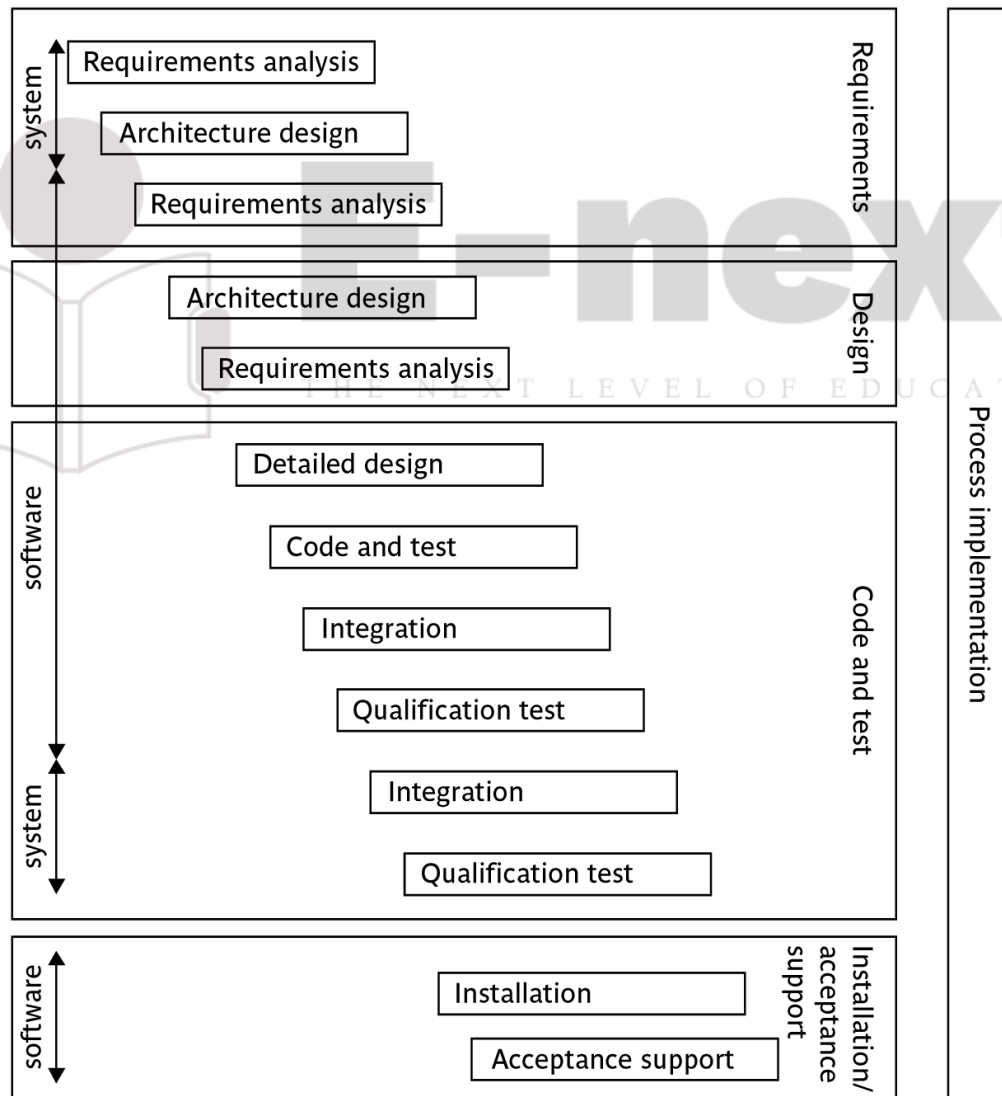 system
Requirements analysis
Architecture design
Requirements analysis
Requirements
Architecture design
Requirements analysis
Design
software
Detailed design
Code and test
Integration
Qualification test
Code and test
system
Integration
Qualification test
software
Installation
Acceptance support
Installation/
acceptance
support
Process implementation
E-next
THE NEXT LEVEL OF EDUCA